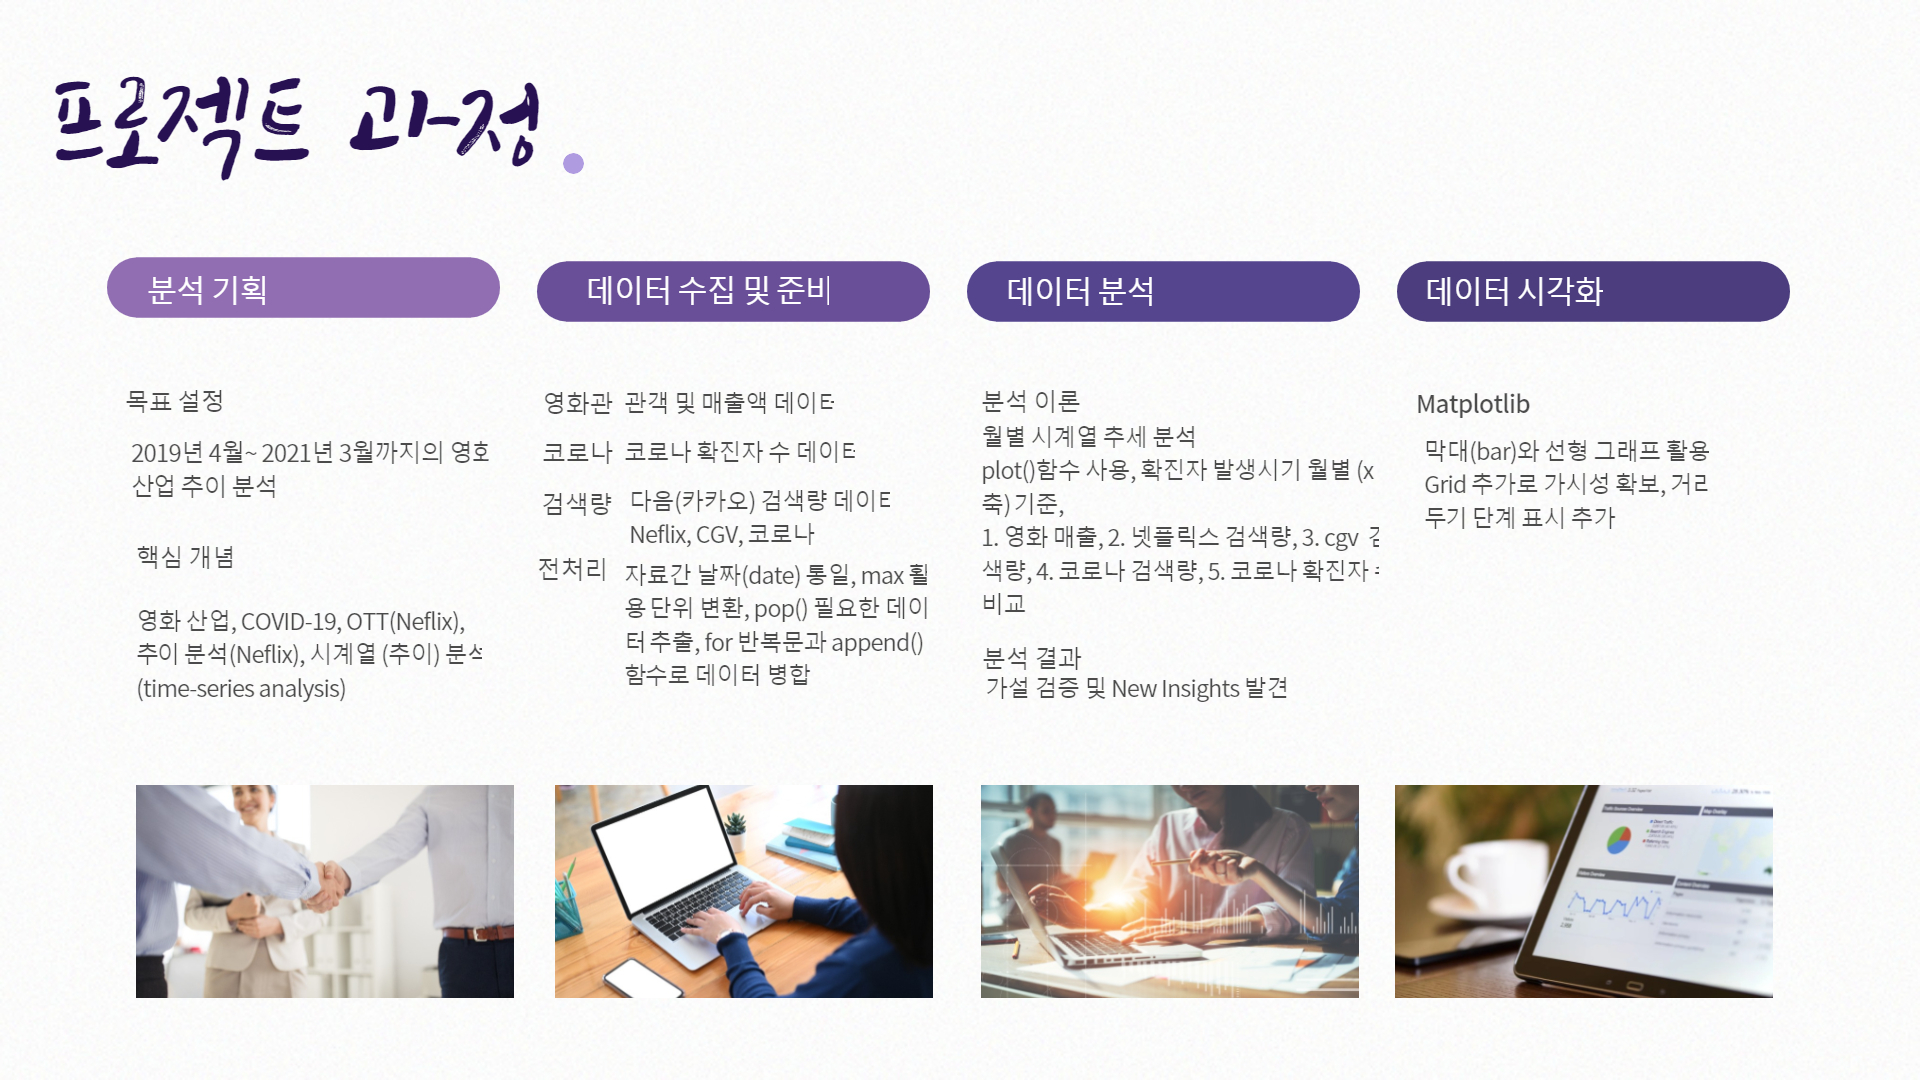 프로젝트 과정
분석 기획
목표 설정
2019년 4월~ 2021년 3월까지의 영화
산업 추이 분석
핵심 개념
영화 산업, COVID-19, OTT(Neflix),
추이 분석(Neflix), 시계열 (추이) 분석
(time-series analysis)
데이터 수집 및 준비
영화관 관객 및 매출액 데이터
코로나 코로나 확진자 수 데이터
검색량 다음(카카오) 검색량 데이터
Neflix, CGV, 코로나
전처리 자료간 날짜(date) 통일, max 활
용 단위 변환, pop() 필요한 데이
터 추출, for 반복문과 append()
함수로 데이터 병합
데이터 분석
분석 이론
월별 시계열 추세 분석
plot()함수 사용, 확진자 발생시기 월별 (x
축) 기준,
1. 영화 매출, 2. 넷플릭스 검색량, 3. cgv 검
색량, 4. 코로나 검색량, 5. 코로나 확진자 수
비교
분석 결과
가설 검증 및 New Insights 발견
데이터 시각화
Matplotlib
막대(bar)와 선형 그래프 활용
Grid 추가로 가시성 확보, 거리
두기 단계 표시 추가